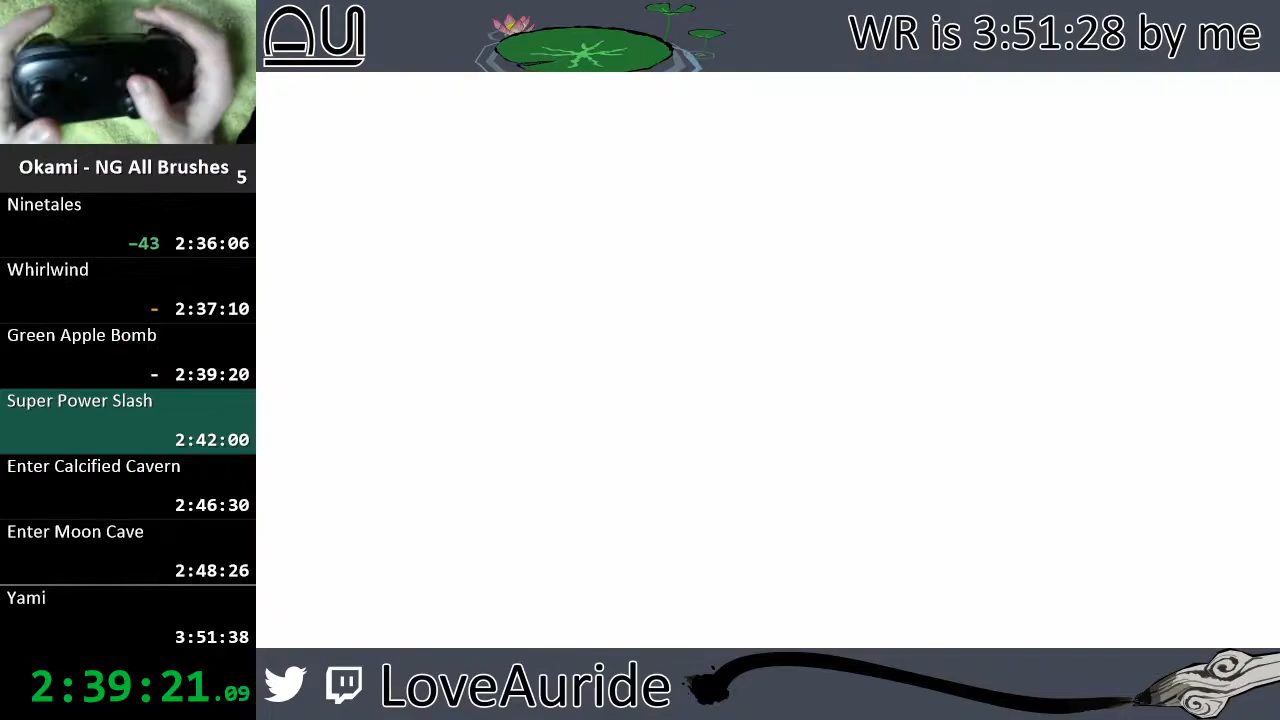 AU
WR is 3:51:28 by me
Okami - NG All Brushes 5
Ninetales
-43 2:36:06
Whirlwind
- 2:37:10
Green Apple Bomb
- 2:39:20
Super Power Slash
2:42:00
Enter Calcified Cavern
2:46:30
Enter Moon Cave
2:48:26
Yami
3:51:38
2:39:21.09
LoveAuride